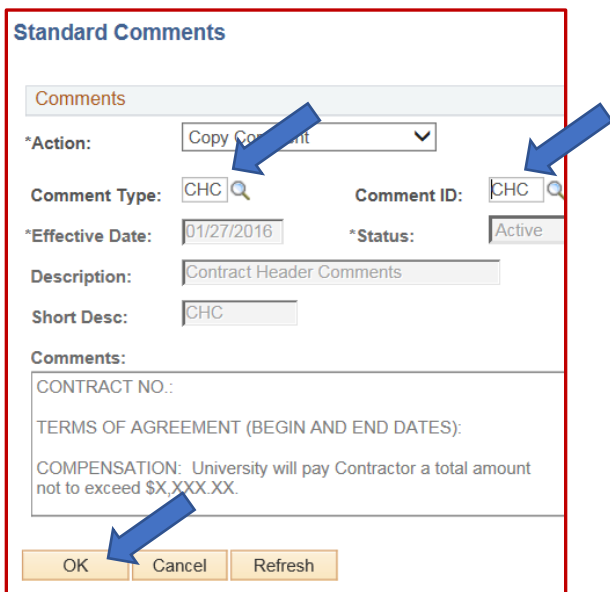 Standard Comments
Comments
*Action: Copy Comment
Comment Type: CHC Comment ID: CHC
*Effective Date: 01/27/2016 *Status: Active
Description: Contract Header Comments
Short Desc: CHC
Comments:
CONTRACT NO.:
TERMS OF AGREEMENT (BEGIN AND END DATES):
COMPENSATION: University will pay Contractor a total amount
not to exceed $X,XXX.XX.
OK Cancel Refresh